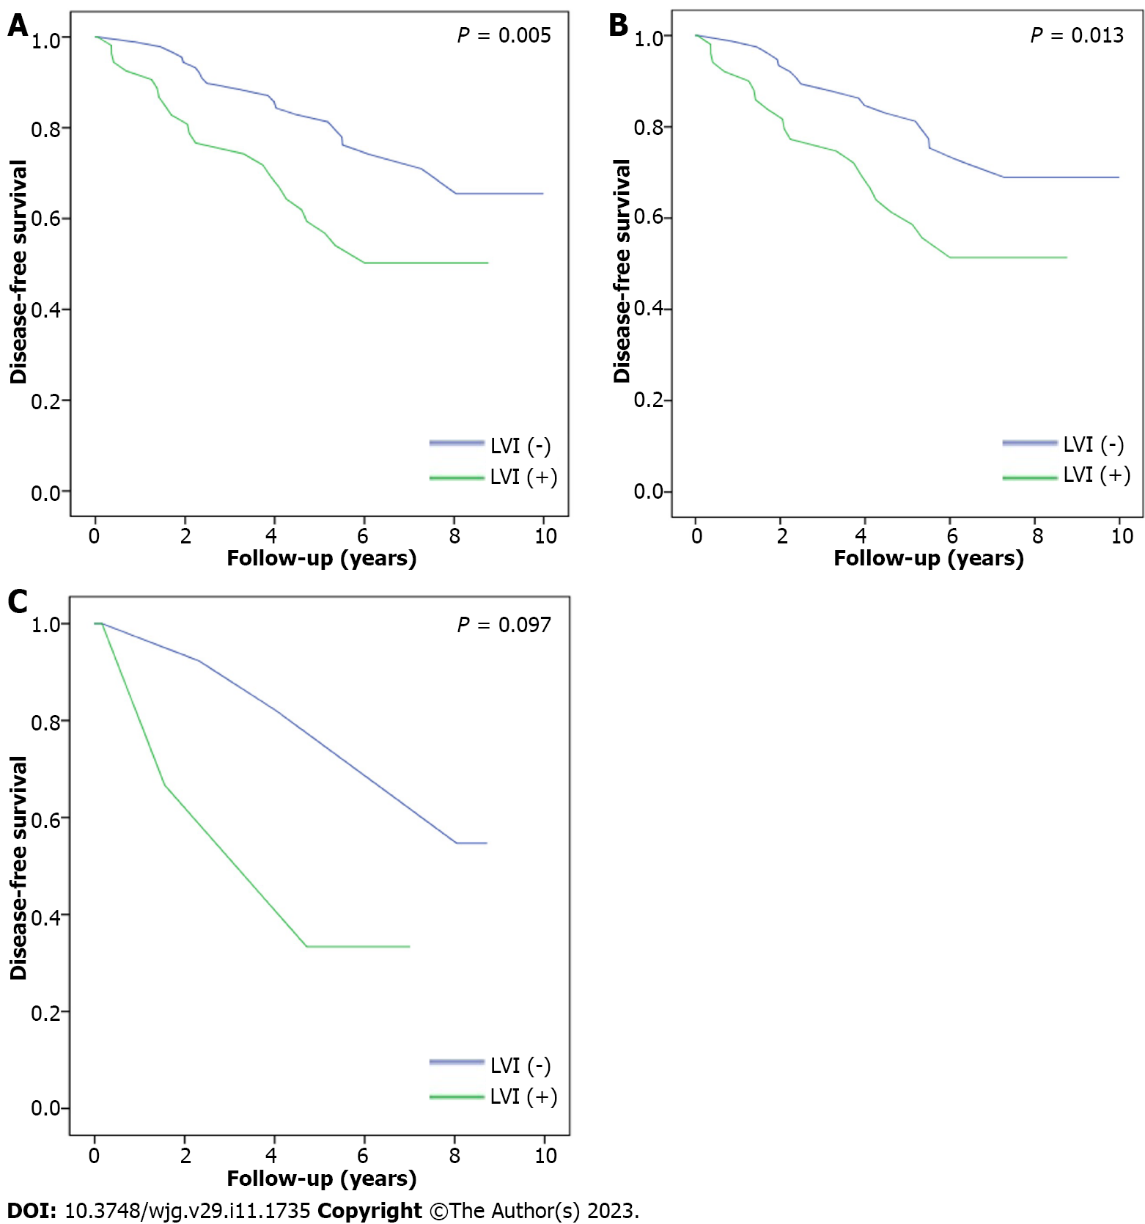 A
P = 0.005
1.0
0.8
0.6
0.4
0.2
0.0
Disease-free survival
LVI (-)
LVI (+)
0 2 4 6 8 10
Follow-up (years)
B
P = 0.013
1.0
0.8
0.6
0.4
0.2
0.0
Disease-free survival
LVI (-)
LVI (+)
0 2 4 6 8 10
Follow-up (years)
C
P = 0.097
1.0
0.8
0.6
0.4
0.2
0.0
Disease-free survival
LVI (-)
LVI (+)
0 2 4 6 8 10
Follow-up (years)
DOI: 10.3748/wjg.v29.i11.1735 Copyright ©The Author(s) 2023.